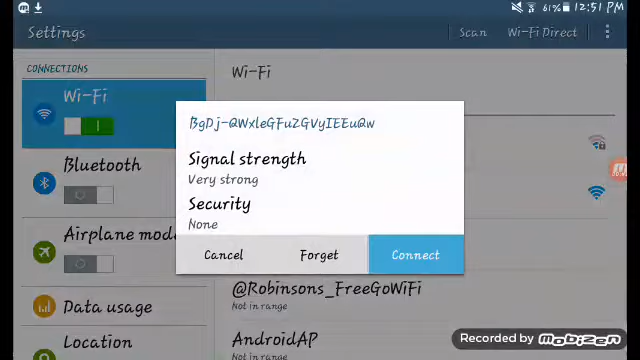 61% 12:51 PM
Settings
Scan
Wi-Fi Direct
CONNECTIONS
Wi-Fi
Wi-Fi
Bluetooth
Airplane mode
Data usage
Location
BgDj-QWxleGFuZGVyIEEuQw
Signal strength
Very strong
Security
None
Cancel
Forget
Connect
@Robinsons_FreeGoWiFi
Not in range
AndroidAP
Not in range
Recorded by mobizen